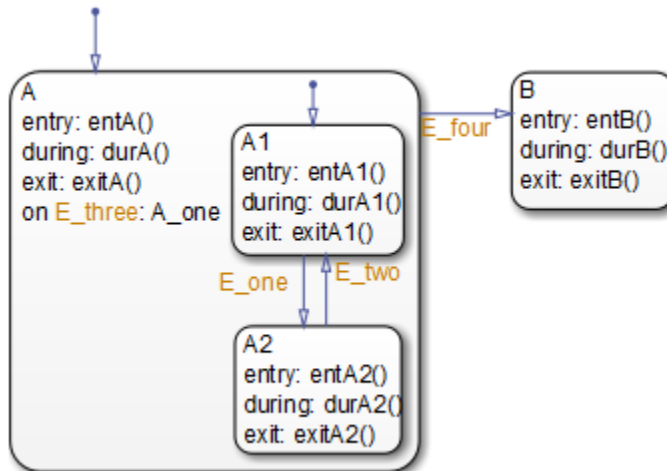 A
entry: entA()
during: durA()
exit: exitA()
on E_three: A_one
A1
entry: entA1()
during: durA1()
exit: exitA1()
E_one
E_two
A2
entry: entA2()
during: durA2()
exit: exitA2()
E_four
B
entry: entB()
during: durB()
exit: exitB()